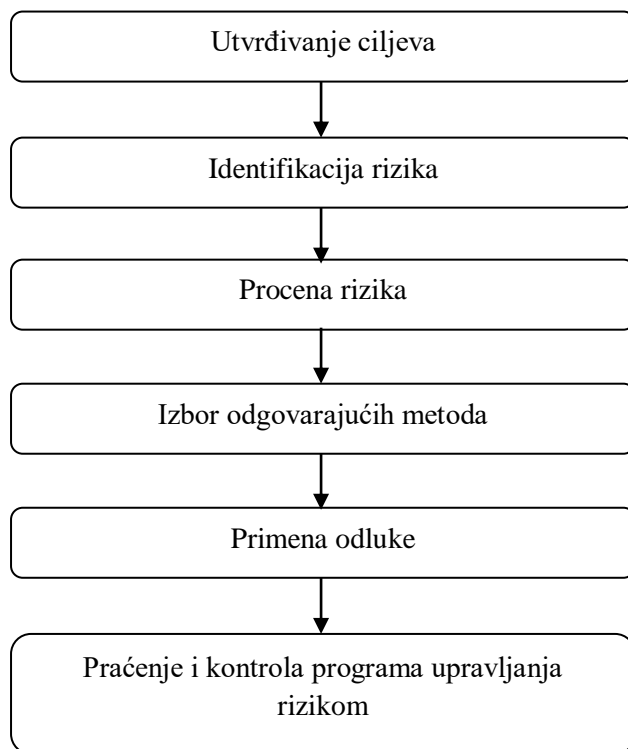 Utvrđivanje ciljeva
Identifikacija rizika
Procena rizika
Izbor odgovarajućih metoda
Primena odluke
Praćenje i kontrola programa upravljanja
rizikom